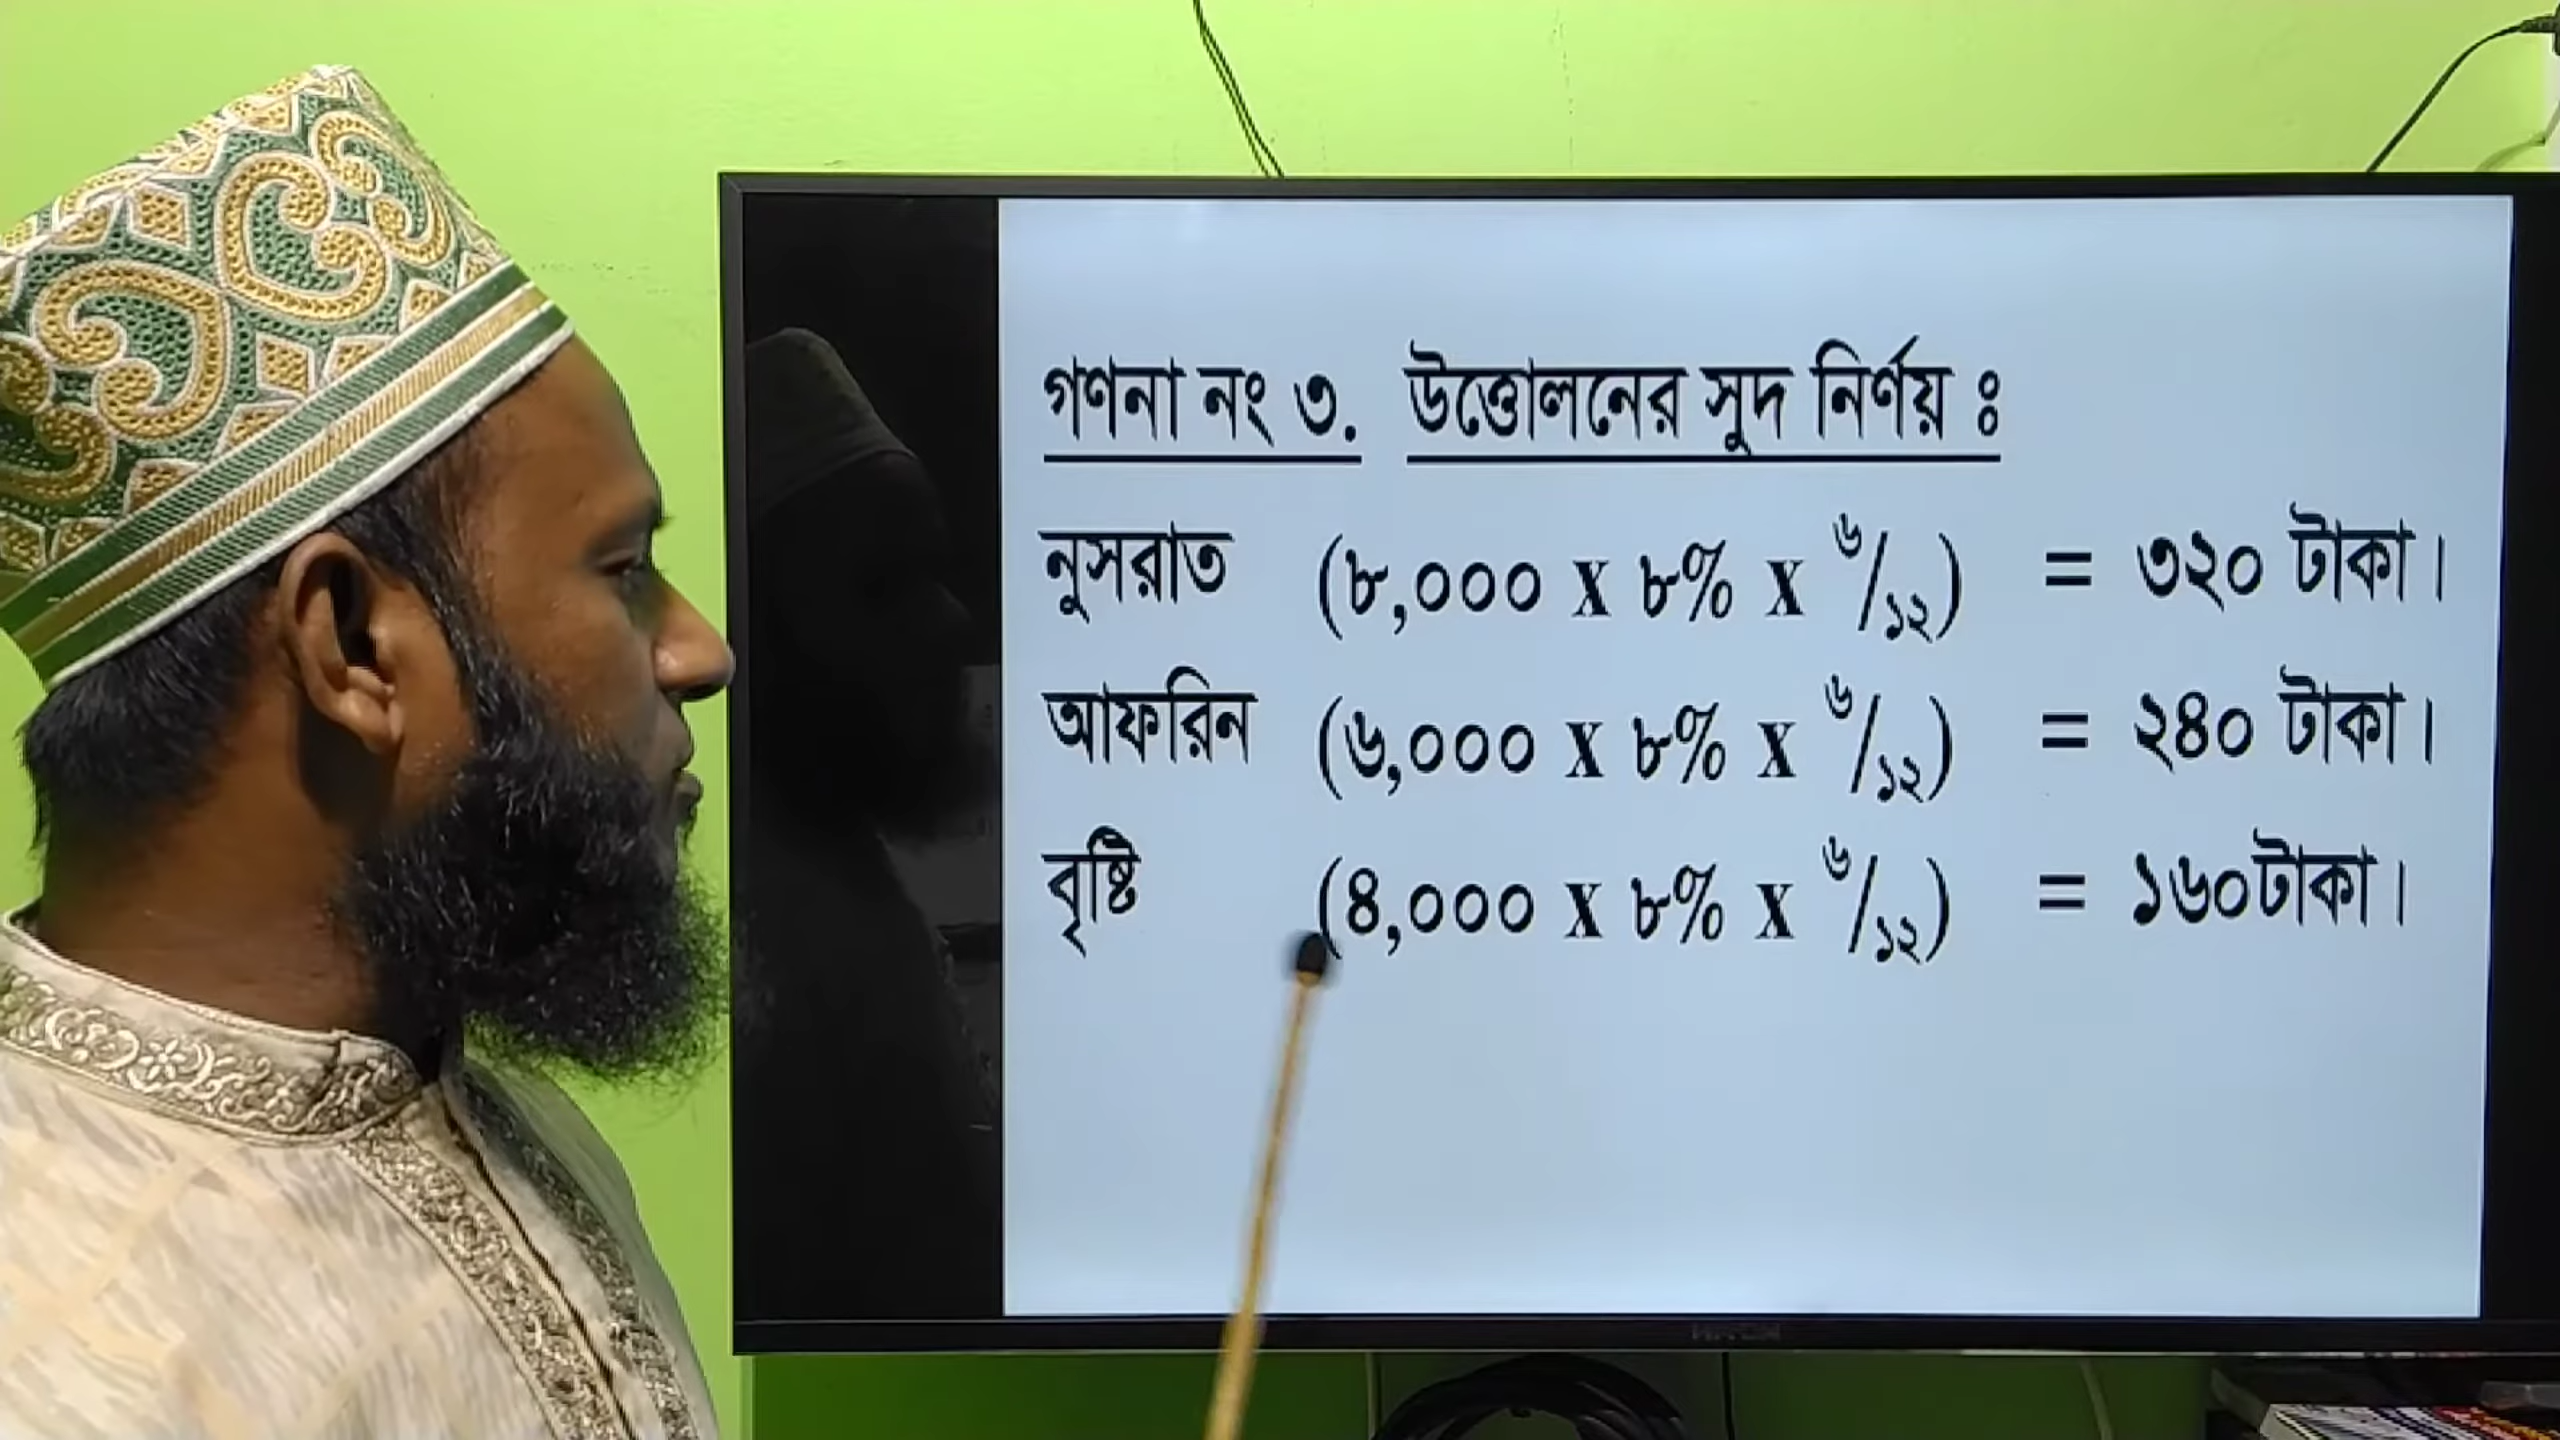 গণনা নং ৩. উত্তোলনের সুদ নির্ণয় ঃ
নুসরাত (৮,০০০ x ৮% x ৬/১২) = ৩২০ টাকা।
আফরিন (৬,০০০ x ৮% x ৬/১২) = ২৪০ টাকা।
বৃষ্টি (৪,০০০ x ৮% x ৬/১২) = ১৬০টাকা।